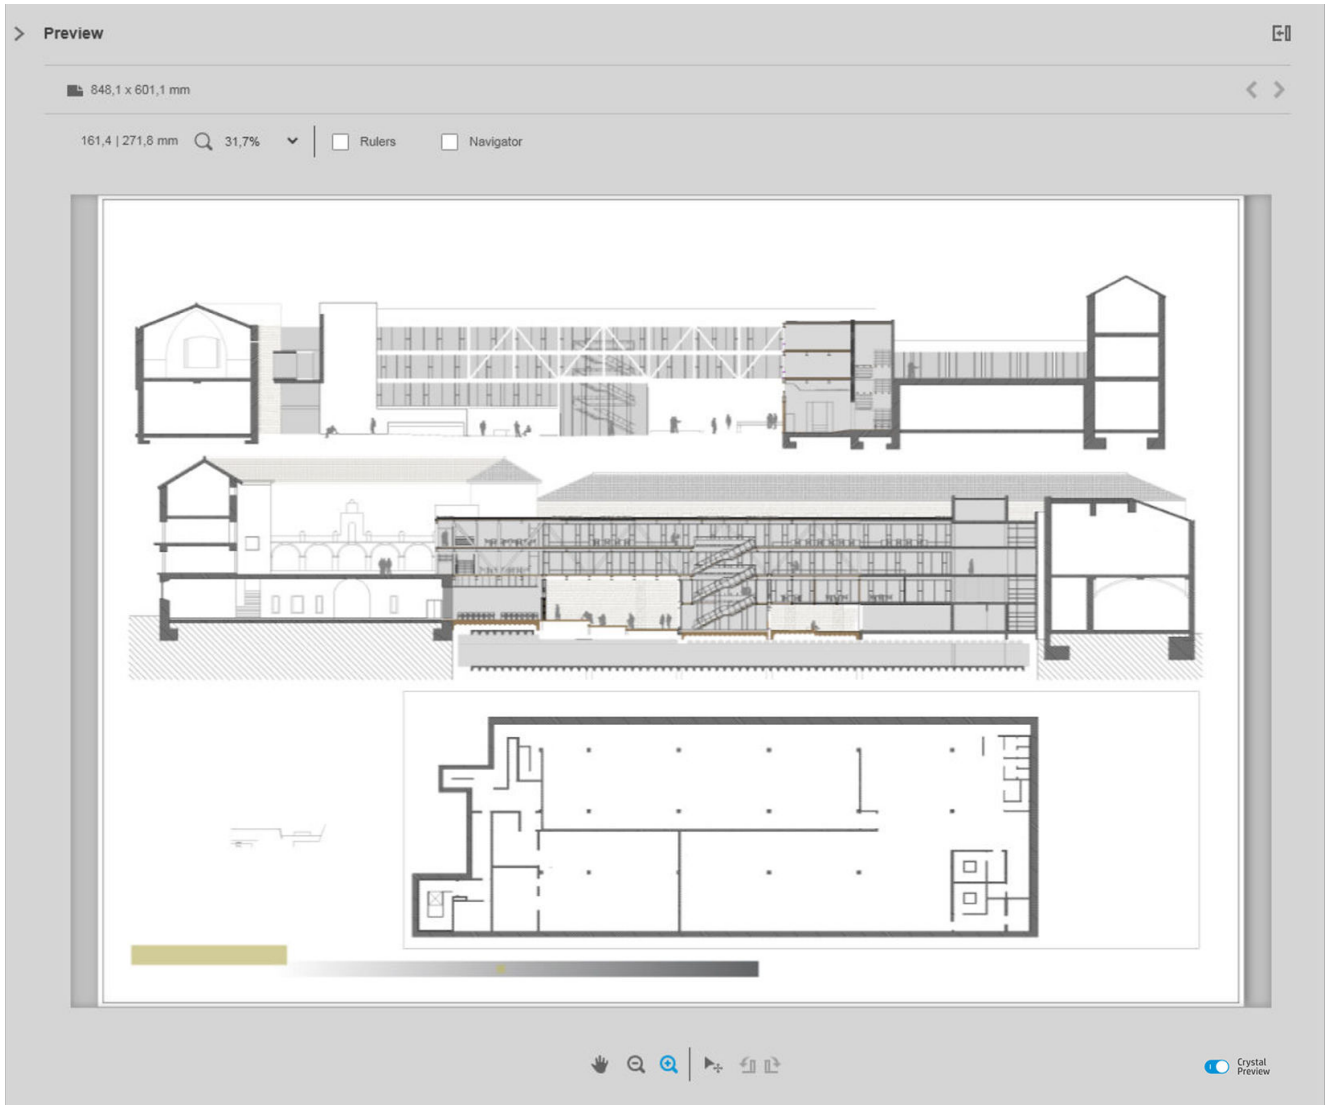 Preview
848,1 x 601,1 mm
161,4 | 271,8 mm 31,7% Rulers Navigator
Crystal
Preview